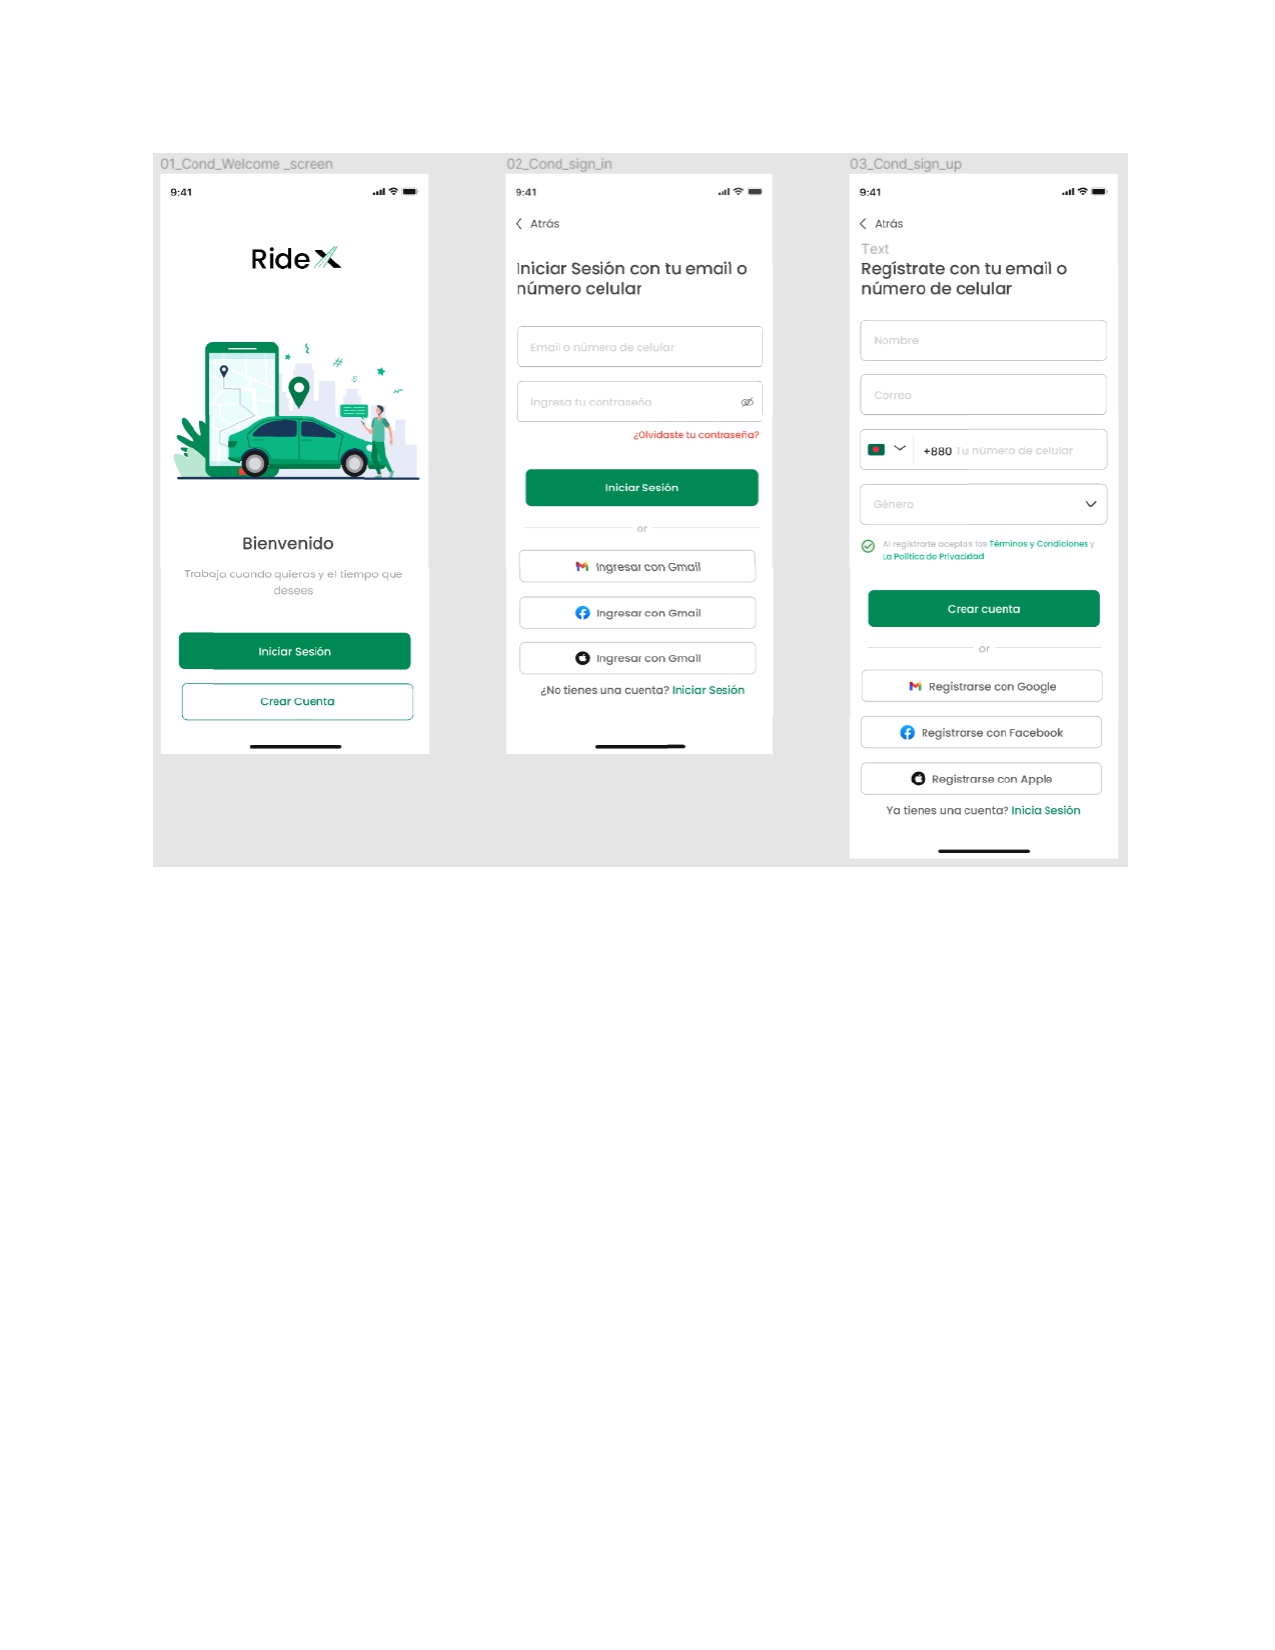 01_Cond_Welcome _screen
9:41
Ride X
Bienvenido
Trabaja cuando quieras y el tiempo que
desees
Iniciar Sesión
Crear Cuenta
02_Cond_sign_in
9:41
Atrás
Iniciar Sesión con tu email o
número celular
Email o número de celular
Ingresa tu contraseña
¿Olvidaste tu contraseña?
Iniciar Sesión
or
Ingresar con Gmail
Ingresar con Gmail
Ingresar con Gmail
¿No tienes una cuenta? Iniciar Sesión
03_Cond_sign_up
9:41
Atrás
Text
Regístrate con tu email o
número de celular
Nombre
Correo
+880 Tu número de celular
Género
Al registrarte aceptas los Términos y Condiciones y
La Política de Privacidad
Crear cuenta
or
Registrarse con Google
Registrarse con Facebook
Registrarse con Apple
Ya tienes una cuenta? Inicia Sesión